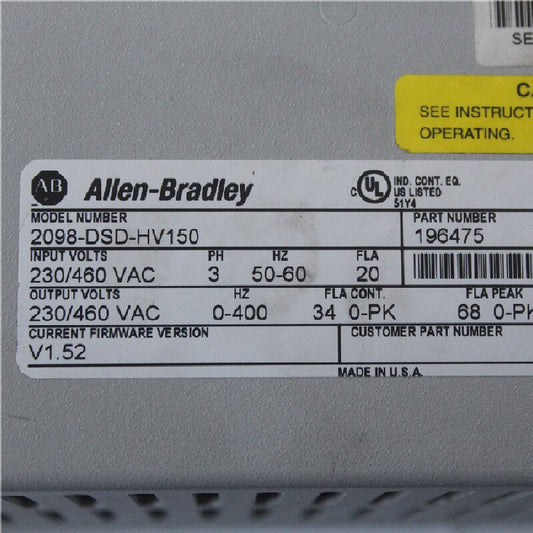 SE
C
SEE INSTRUCT
OPERATING.
AB Allen-Bradley
C UL US LISTED IND. CONT. EQ. 51Y4
MODEL NUMBER PART NUMBER
2098-DSD-HV150 196475
INPUT VOLTS PH HZ FLA
230/460 VAC 3 50-60 20
OUTPUT VOLTS HZ FLA CONT. FLA PEAK
230/460 VAC 0-400 34 0-PK 68 0-PK
CURRENT FIRMWARE VERSION CUSTOMER PART NUMBER
V1.52
MADE IN U.S.A.